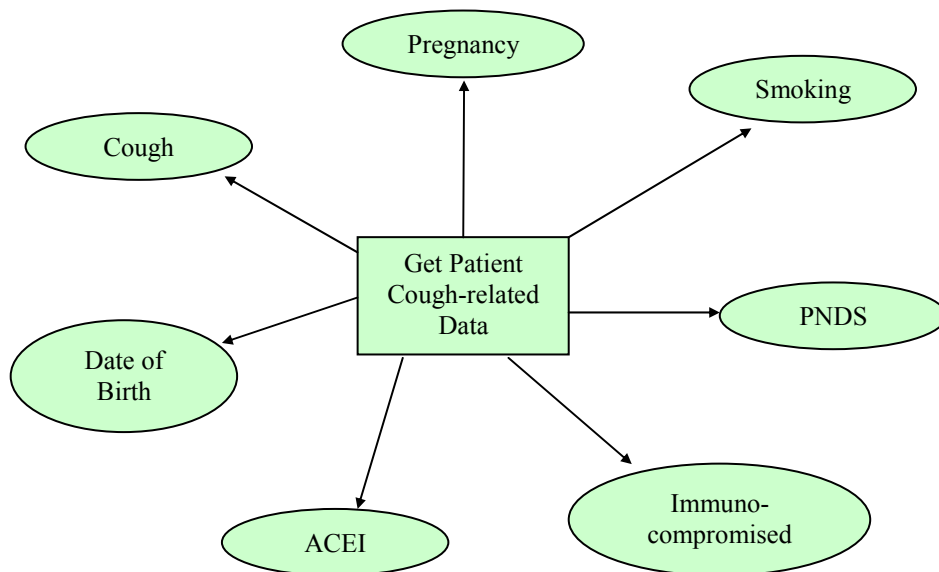 Pregnancy
Smoking
Cough
Get Patient
Cough-related
Data
PNDS
Date of
Birth
Immuno-
compromised
ACEI